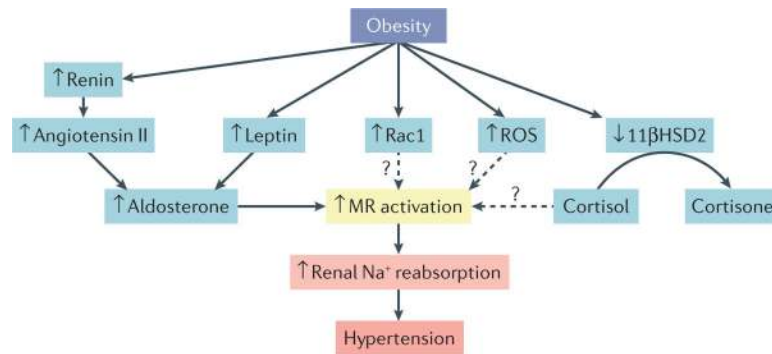 Obesity
↑Renin
↑Angiotensin II
↑Leptin
↑Rac1
↑ROS
↓11βHSD2
?
?
?
↑Aldosterone
↑MR activation
Cortisol
Cortisone
↑Renal Na⁺ reabsorption
Hypertension